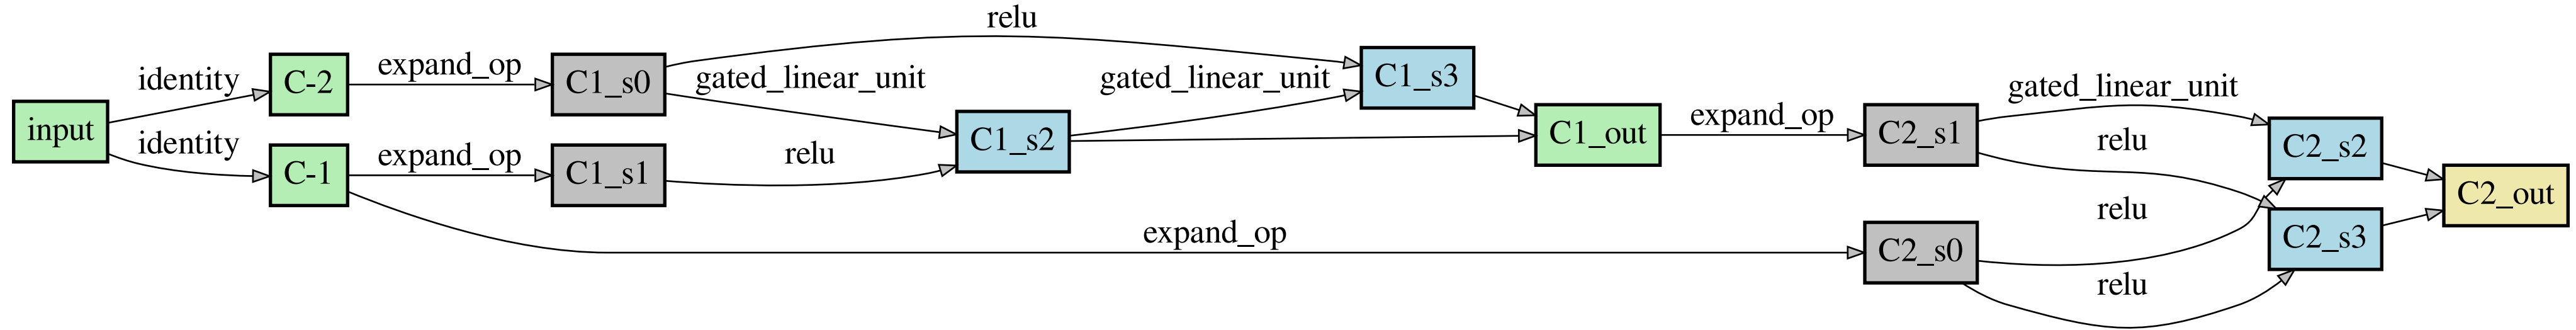 input
identity
identity
C-2
C-1
expand_op
expand_op
C1_s0
C1_s1
relu
gated_linear_unit
relu
C1_s2
gated_linear_unit
C1_s3
C1_out
expand_op
expand_op
C2_s1
C2_s0
gated_linear_unit
relu
relu
relu
C2_s2
C2_s3
C2_out